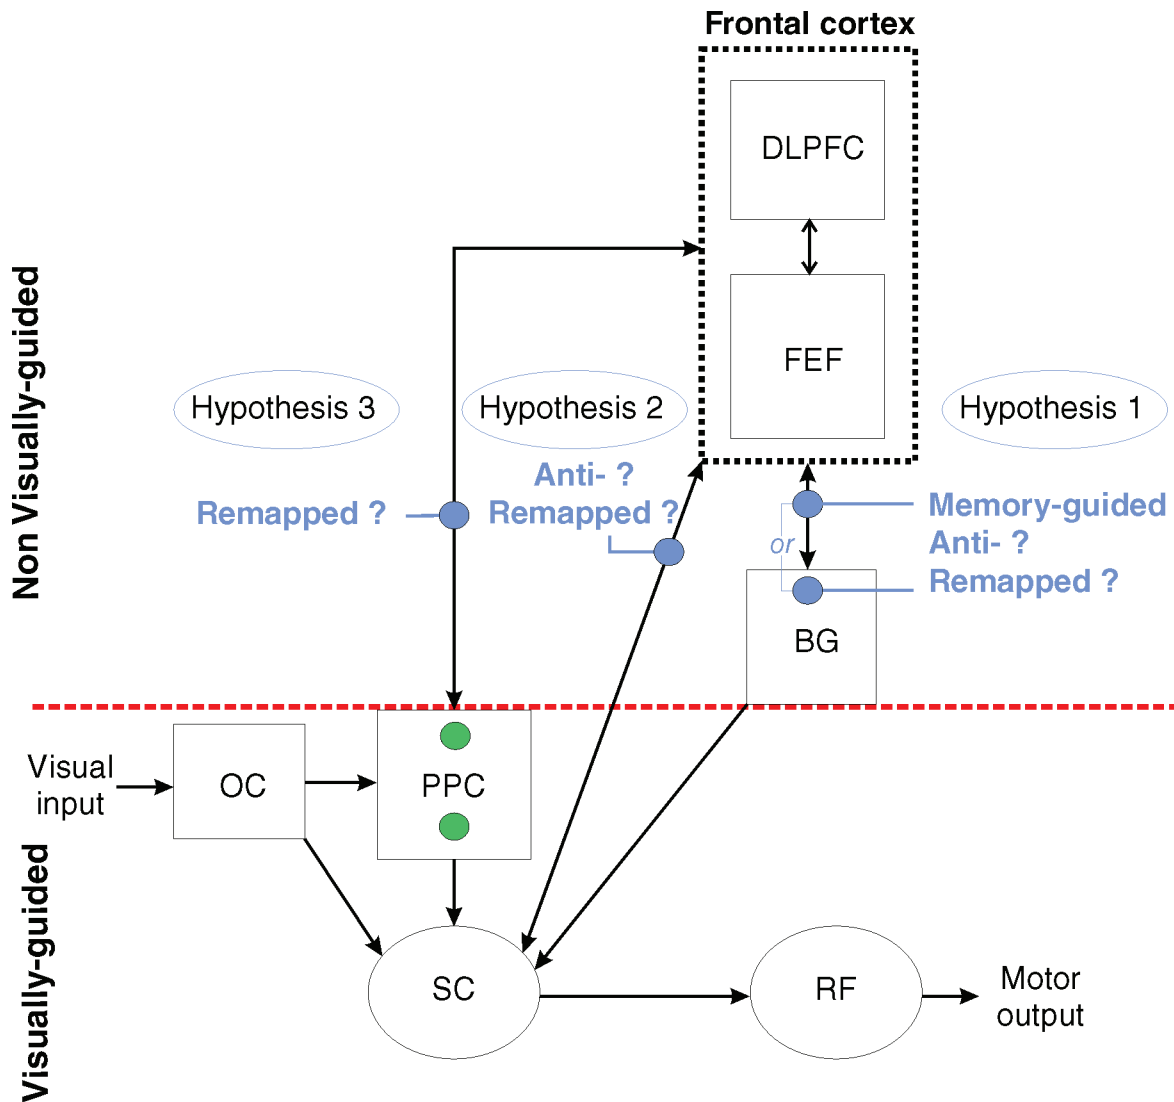 Frontal cortex
DLPFC
FEF
Non Visually-guided
Hypothesis 3
Hypothesis 2
Hypothesis 1
Anti- ?
Remapped ?
Remapped ?
Memory-guided
Anti- ?
Remapped ?
or
BG
Visual
input
OC
PPC
Visually-guided
SC
RF
Motor
output